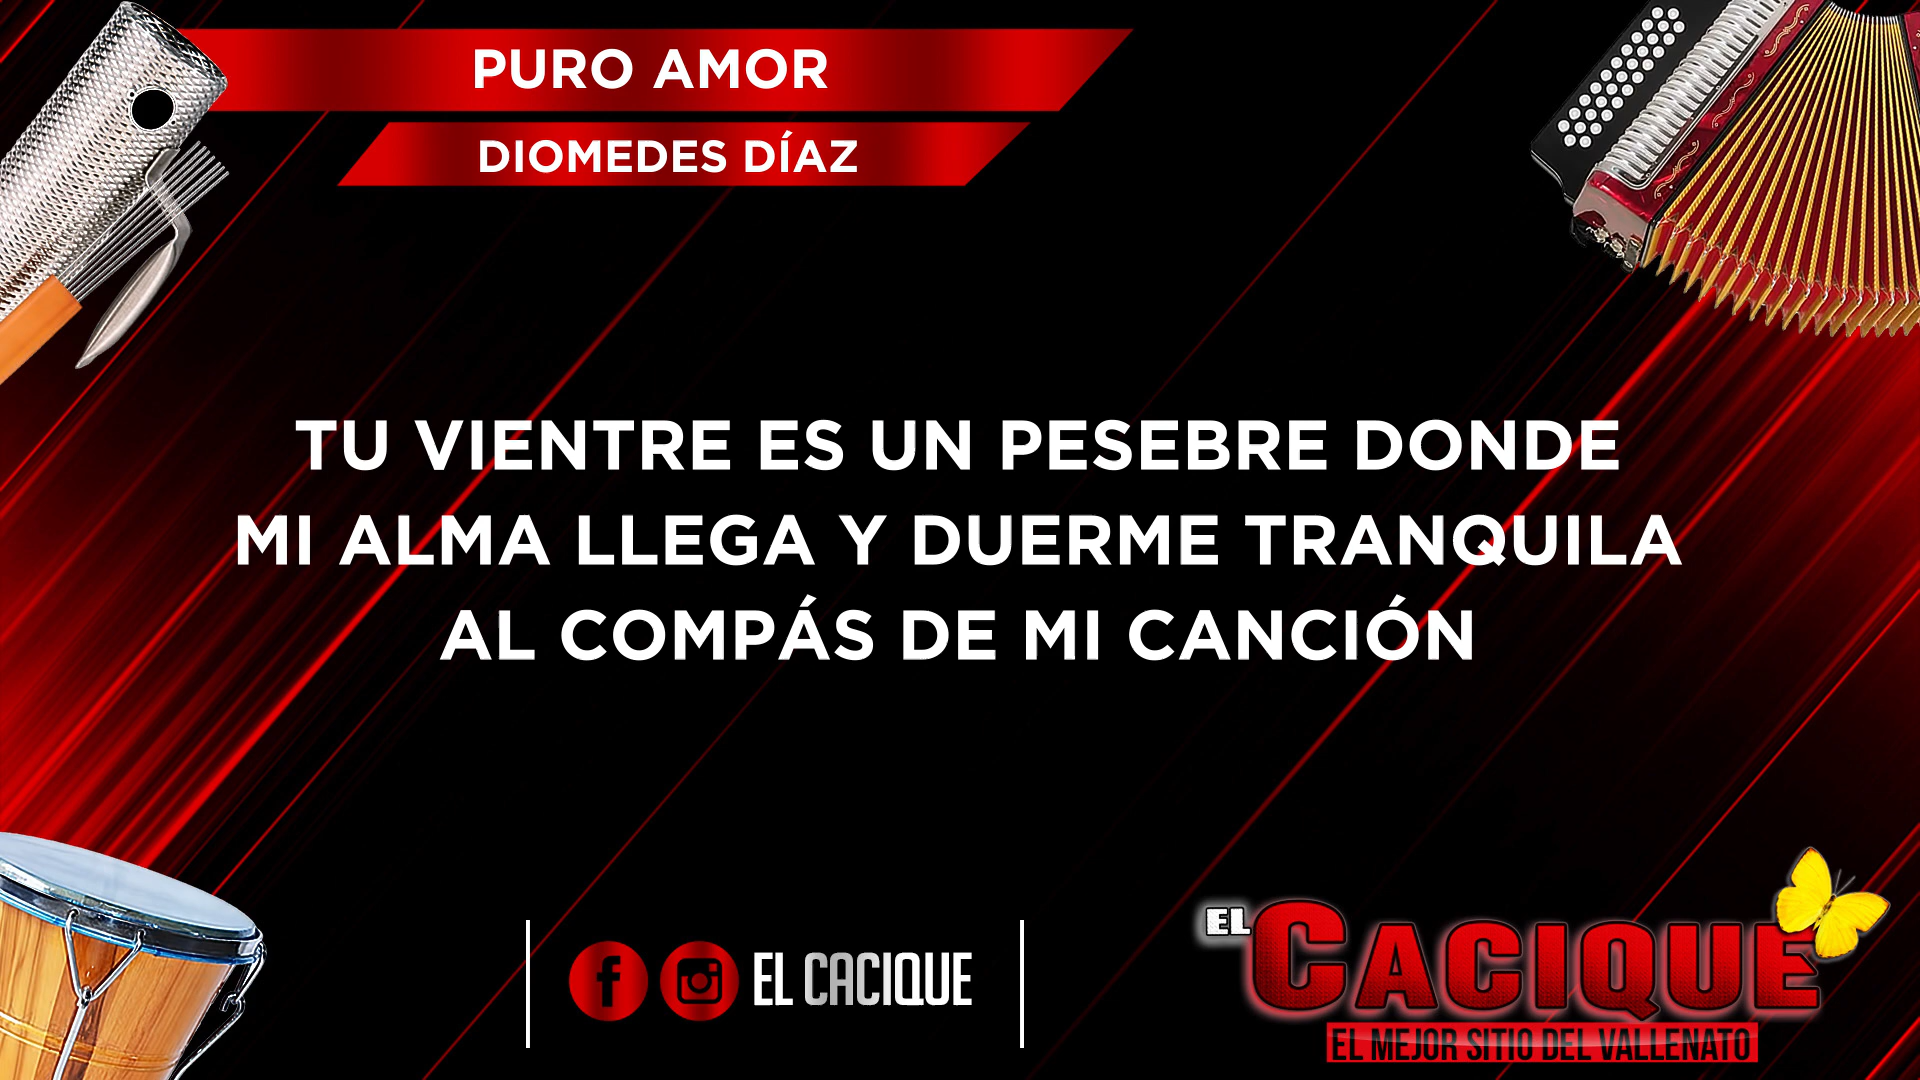 PURO AMOR
DIOMEDES DÍAZ
TU VIENTRE ES UN PESEBRE DONDE
MI ALMA LLEGA Y DUERME TRANQUILA
AL COMPÁS DE MI CANCIÓN
EL CACIQUE
EL CACIQUE
EL MEJOR SITIO DEL VALLENATO